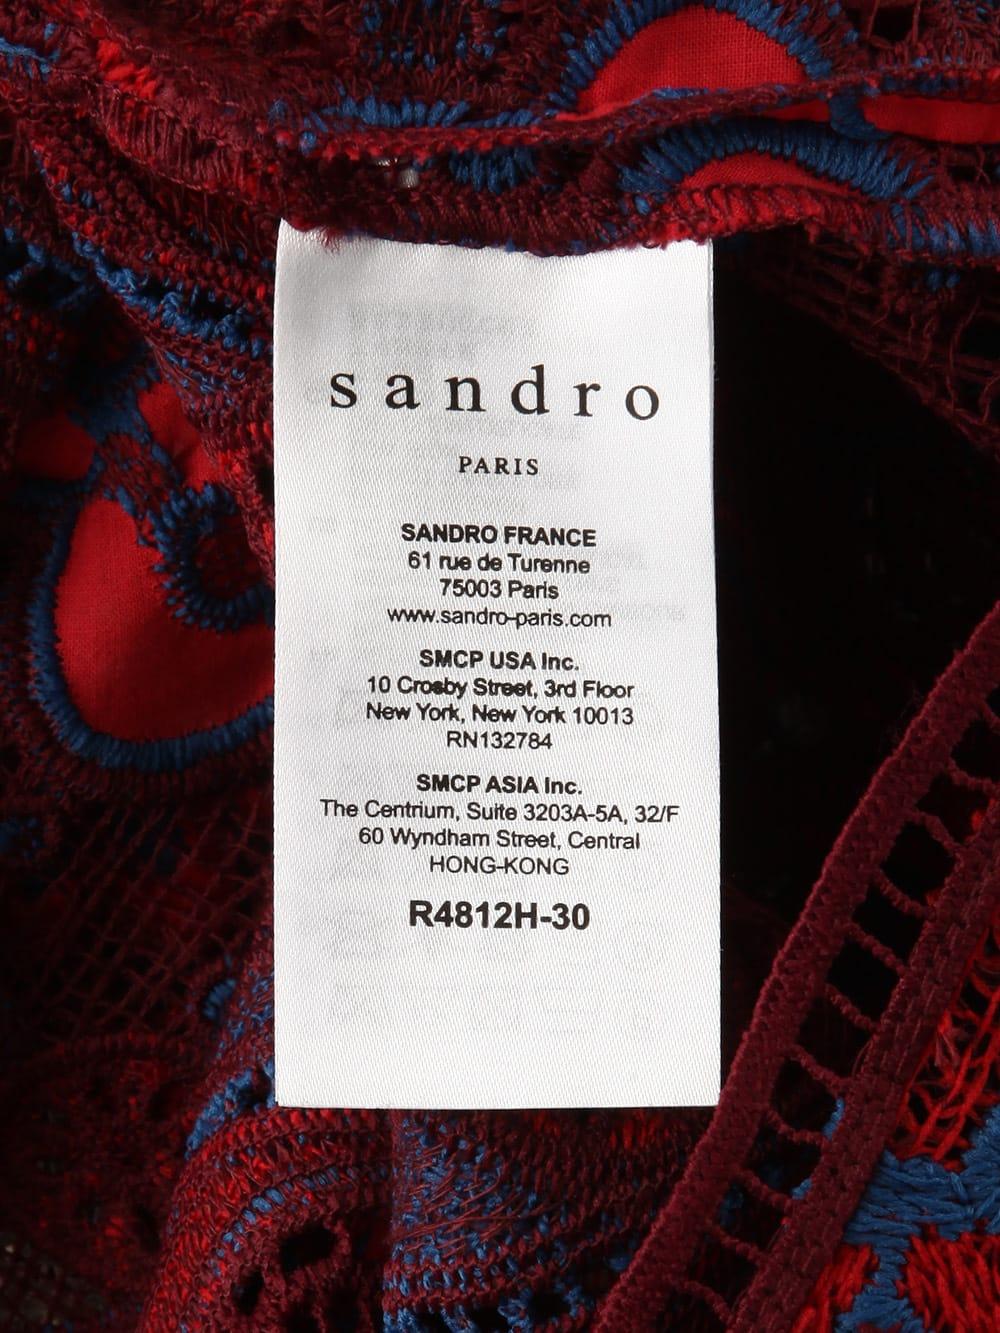 sandro
PARIS
SANDRO FRANCE
61 rue de Turenne
75003 Paris
www.sandro-paris.com
SMCP USA Inc.
10 Crosby Street, 3rd Floor
New York, New York 10013
RN132784
SMCP ASIA Inc.
The Centrium, Suite 3203A-5A, 32/F
60 Wyndham Street, Central
HONG-KONG
R4812H-30